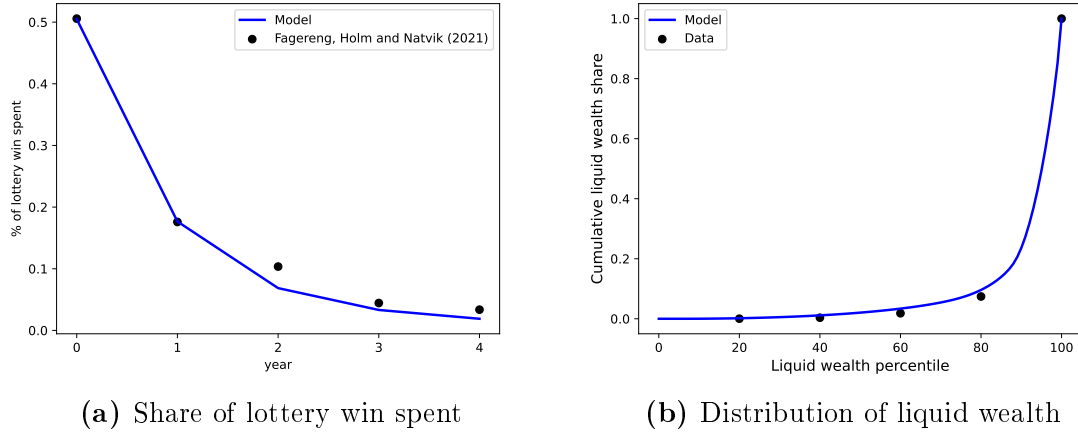 Model
Fagereng, Holm and Natvik (2021)
% of lottery win spent
0.5
0.4
0.3
0.2
0.1
0.0
0 1 2 3 4
year
(a) Share of lottery win spent
Model
Data
Cumulative liquid wealth share
1.0
0.8
0.6
0.4
0.2
0.0
0 20 40 60 80 100
Liquid wealth percentile
(b) Distribution of liquid wealth